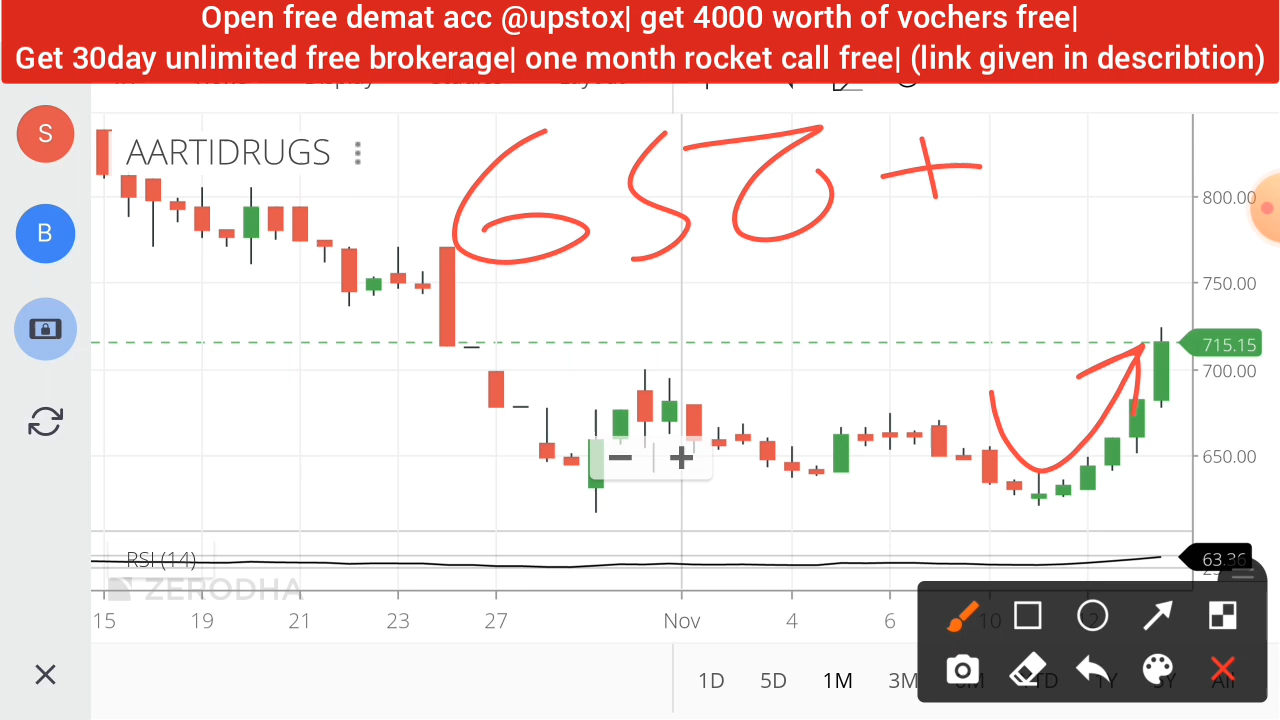 Open free demat acc @upstox| get 4000 worth of vochers free|
Get 30day unlimited free brokerage| one month rocket call free| (link given in describtion)
S
AARTIDRUGS
650+
800.00
B
750.00
715.15
700.00
650.00
RSI (14)
63.36
ZERODHA
15 19 21 23 27 Nov 4 6 10
1D 5D 1M 3M